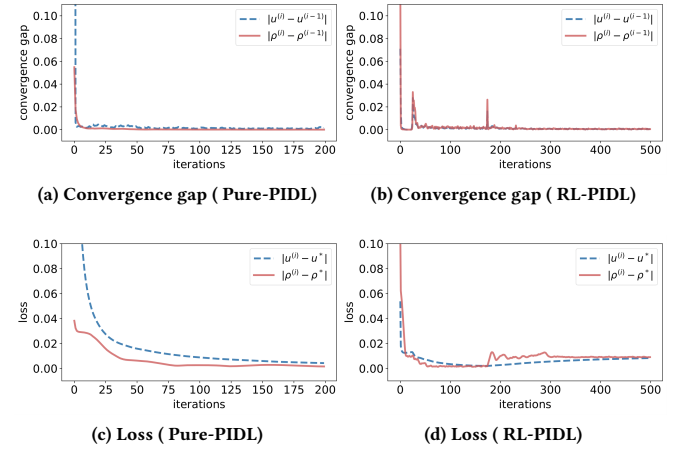 convergence gap
0.10
0.08
0.06
0.04
0.02
0.00
|u^(i) − u^(i−1)|
|ρ^(i) − ρ^(i−1)|
0 25 50 75 100 125 150 175 200
iterations
(a) Convergence gap ( Pure-PIDL)
convergence gap
0.10
0.08
0.06
0.04
0.02
0.00
|u^(i) − u^(i−1)|
|ρ^(i) − ρ^(i−1)|
0 100 200 300 400 500
iterations
(b) Convergence gap ( RL-PIDL)
loss
0.10
0.08
0.06
0.04
0.02
0.00
|u^(i) − u^*|
|ρ^(i) − ρ^*|
0 25 50 75 100 125 150 175 200
iterations
(c) Loss ( Pure-PIDL)
loss
0.10
0.08
0.06
0.04
0.02
0.00
|u^(i) − u^*|
|ρ^(i) − ρ^*|
0 100 200 300 400 500
iterations
(d) Loss ( RL-PIDL)